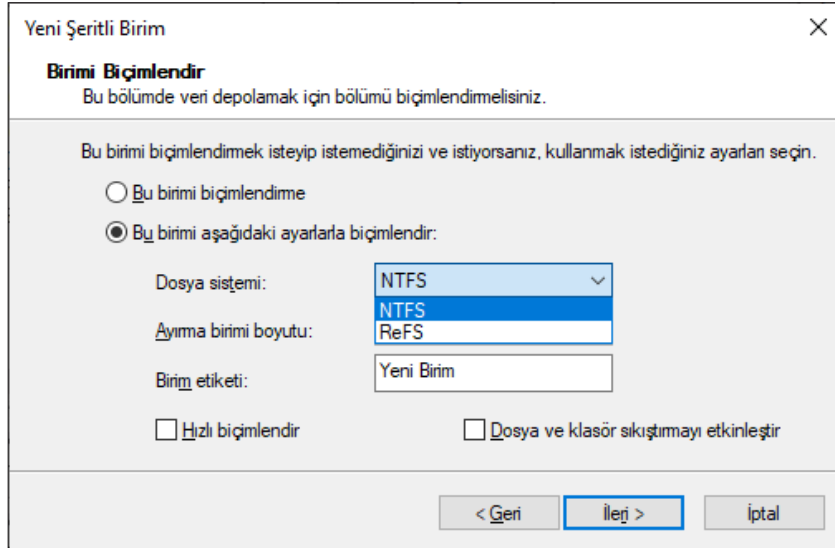 Yeni Şeritli Birim
Birimi Biçimlendir
Bu bölümde veri depolamak için bölümü biçimlendirmelisiniz.
Bu birimi biçimlendirmek isteyip istemediğinizi ve istiyorsanız, kullanmak istediğiniz ayarları seçin.
Bu birimi biçimlendirme
Bu birimi aşağıdaki ayarlarla biçimlendir:
Dosya sistemi: NTFS
NTFS
Ayırma birimi boyutu: ReFS
Birim etiketi: Yeni Birim
Hızlı biçimlendir Dosya ve klasör sıkıştırmayı etkinleştir
< Geri İleri > İptal